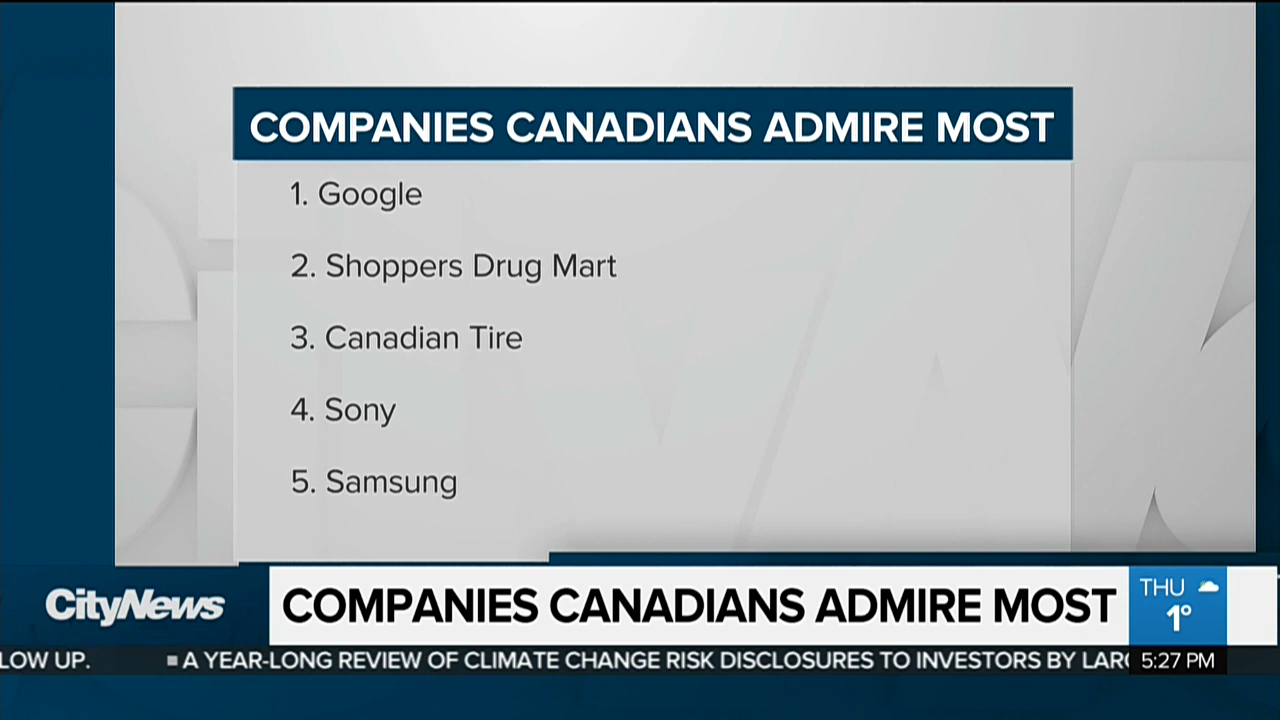 COMPANIES CANADIANS ADMIRE MOST
1. Google
2. Shoppers Drug Mart
3. Canadian Tire
4. Sony
5. Samsung
CityNews
COMPANIES CANADIANS ADMIRE MOST
THU
1°
LOW UP. ■ A YEAR-LONG REVIEW OF CLIMATE CHANGE RISK DISCLOSURES TO INVESTORS BY LAR
5:27 PM